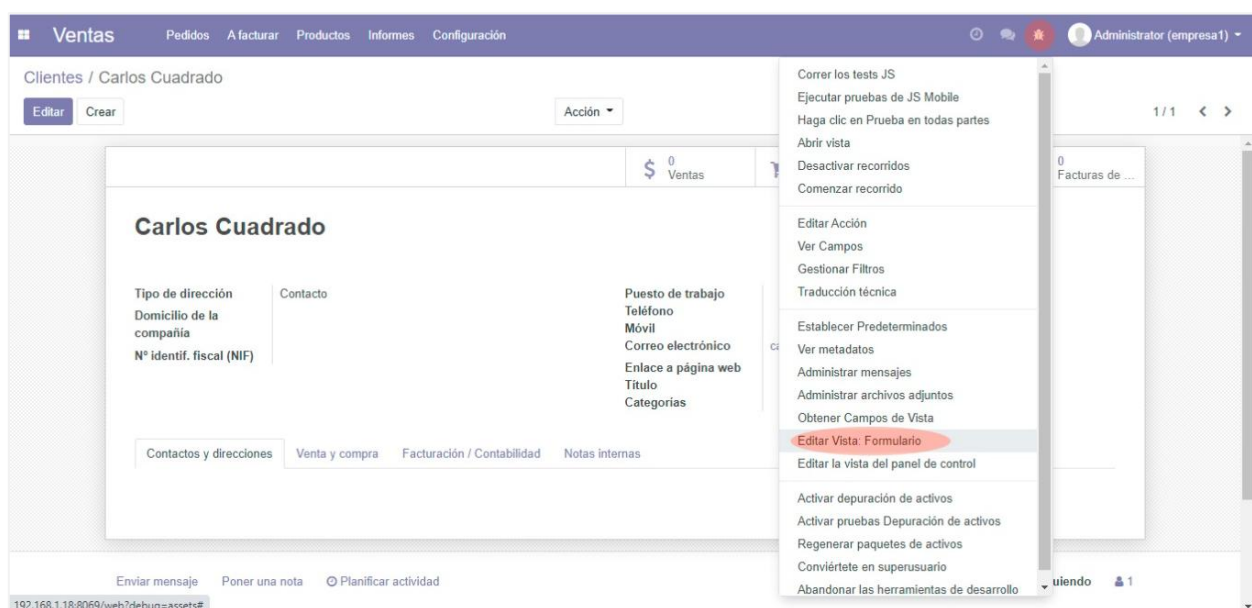 Ventas Pedidos A facturar Productos Informes Configuración Administrator (empresa1)
Clientes / Carlos Cuadrado
Editar Crear Acción 1 / 1
0
Ventas
0
Facturas de ...
Carlos Cuadrado
Tipo de dirección Contacto
Domicilio de la
compañía
Nº identif. fiscal (NIF)
Puesto de trabajo
Teléfono
Móvil
Correo electrónico
Enlace a página web
Título
Categorías
Contactos y direcciones Venta y compra Facturación / Contabilidad Notas internas
Correr los tests JS
Ejecutar pruebas de JS Mobile
Haga clic en Prueba en todas partes
Abrir vista
Desactivar recorridos
Comenzar recorrido
Editar Acción
Ver Campos
Gestionar Filtros
Traducción técnica
Establecer Predeterminados
Ver metadatos
Administrar mensajes
Administrar archivos adjuntos
Obtener Campos de Vista
Editar Vista: Formulario
Editar la vista del panel de control
Activar depuración de activos
Activar pruebas Depuración de activos
Regenerar paquetes de activos
Conviértete en superusuario
Abandonar las herramientas de desarrollo
Enviar mensaje Poner una nota Planificar actividad uiendo 1
192.168.1.18:8069/web?debug=assets#